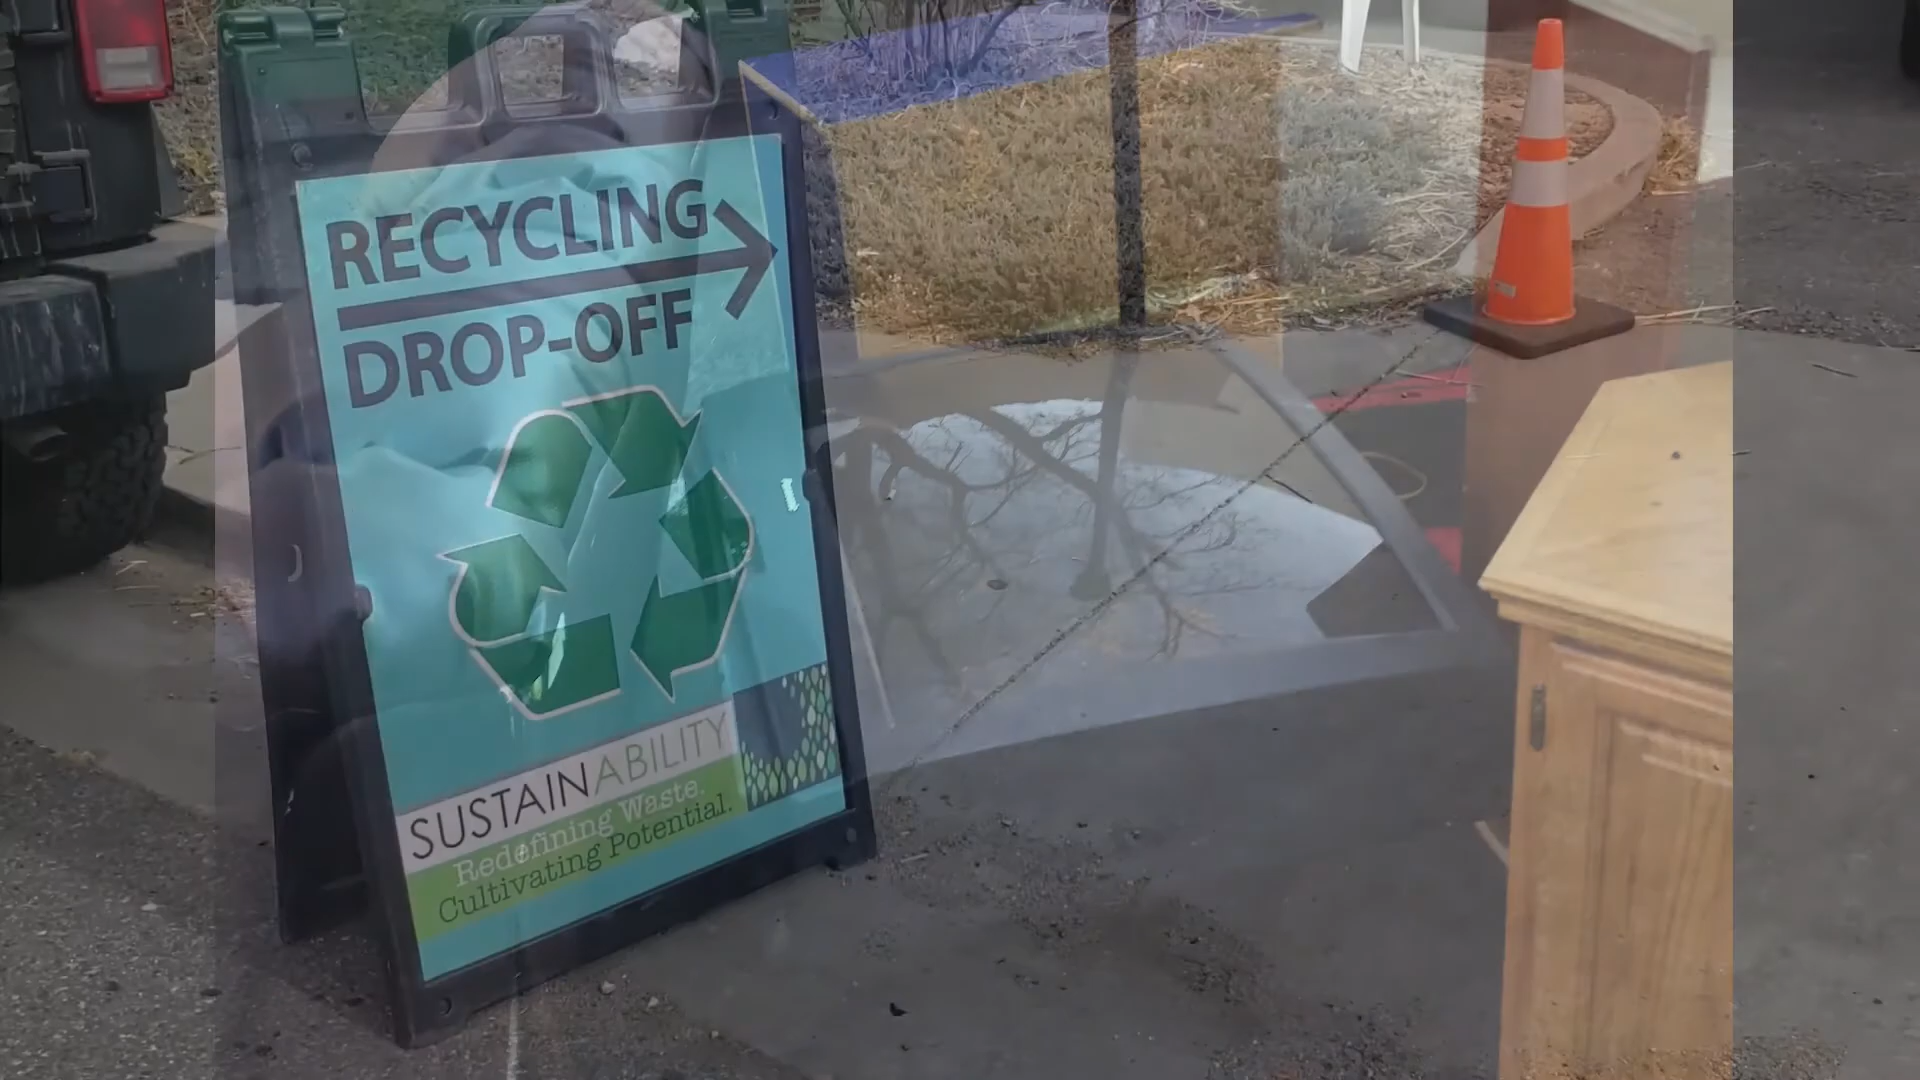 RECYCLING
DROP-OFF
SUSTAINABILITY
Redefining Waste.
Cultivating Potential.